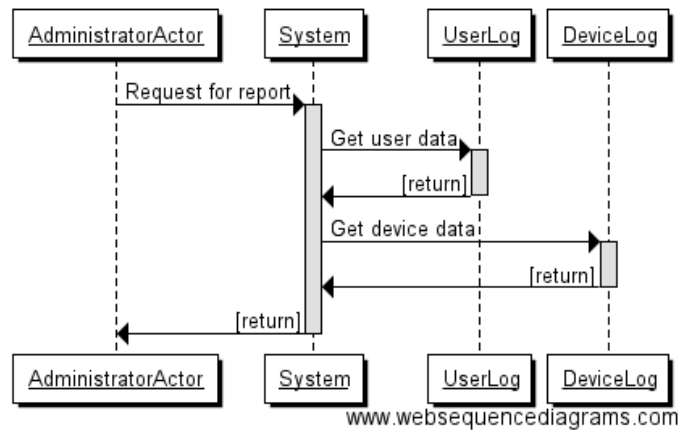 AdministratorActor System UserLog DeviceLog
Request for report
Get user data
[return]
Get device data
[return]
[return]
AdministratorActor System UserLog DeviceLog
www.websequencediagrams.com